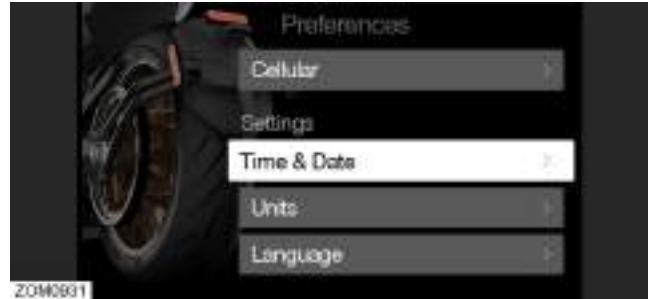 Preferences
Cellular
Settings
Time & Date
Units
Language
ZOM0931